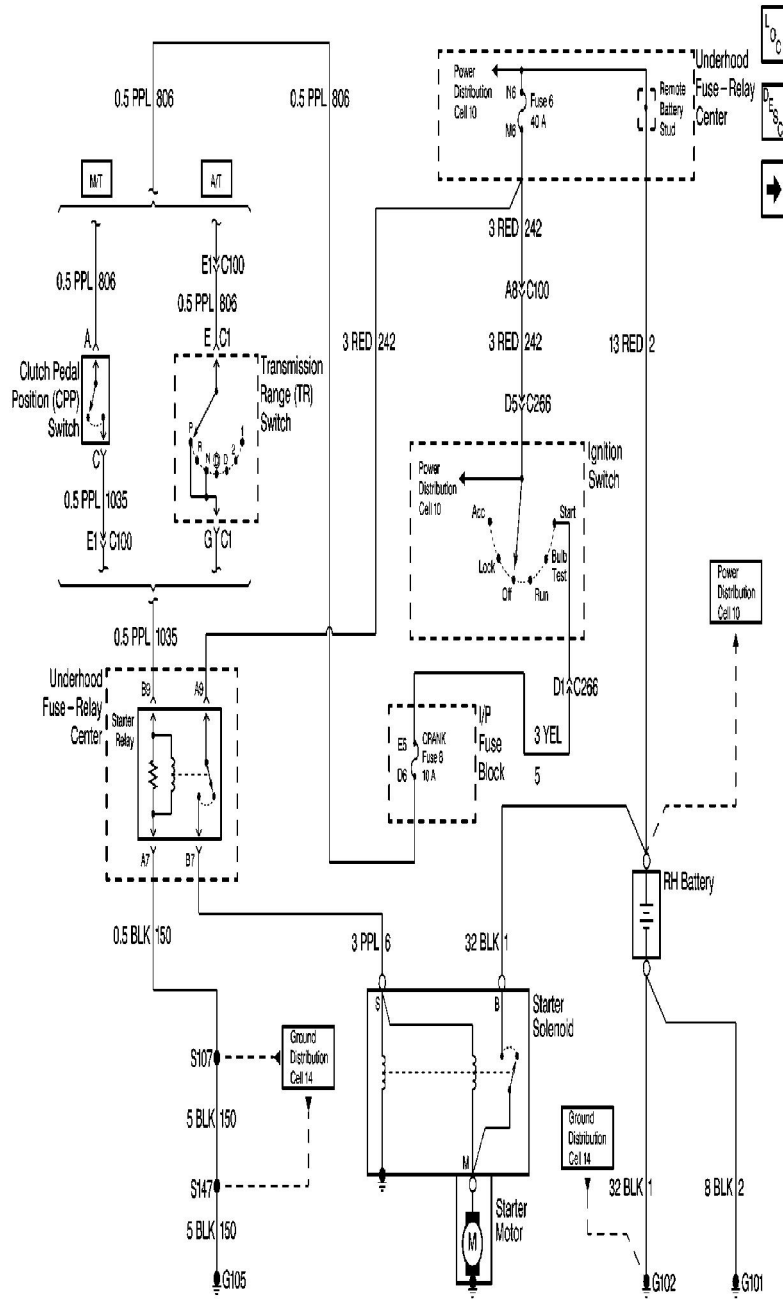 0.5 PPL 806
0.5 PPL 806
Power
Distribution
Cell 10
N6
Fuse 6
40 A
M6
Remote
Battery
Stud
Underhood
Fuse-Relay
Center
LOC
DESC
M/T
A/T
3 RED 242
E1 C100
0.5 PPL 806
0.5 PPL 806
A8 C100
A
E C1
3 RED 242
3 RED 242
13 RED 2
Clutch Pedal
Position (CPP)
Switch
Transmission
Range (TR)
Switch
P
R
N
D
D
2
1
D5 C266
C
Ignition
Switch
Power
Distribution
Cell 10
0.5 PPL 1035
E1 C100
G C1
Acc
Lock
Off
Run
Bulb
Test
Start
Power
Distribution
Cell 10
0.5 PPL 1035
D1 C266
Underhood
Fuse-Relay
Center
B9
A9
Starter
Relay
E5
CRANK
Fuse 8
10 A
D6
I/P
Fuse
Block
3 YEL
5
A7
B7
RH Battery
0.5 BLK 150
3 PPL 6
32 BLK 1
S
B
Starter
Solenoid
S107
Ground
Distribution
Cell 14
5 BLK 150
Ground
Distribution
Cell 14
M
S147
32 BLK 1
8 BLK 2
5 BLK 150
Starter
Motor
M
G105
G102
G101